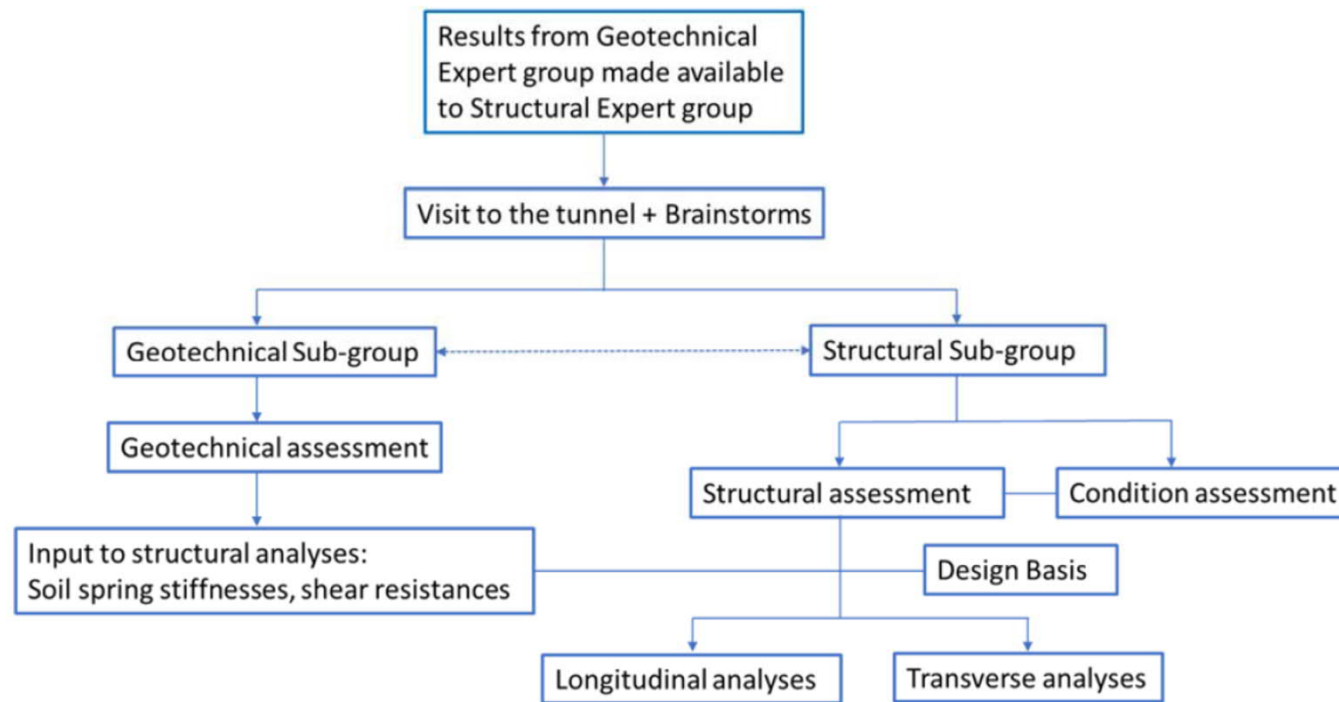 Results from Geotechnical
Expert group made available
to Structural Expert group
Visit to the tunnel + Brainstorms
Geotechnical Sub-group
Structural Sub-group
Geotechnical assessment
Structural assessment
Condition assessment
Input to structural analyses:
Soil spring stiffnesses, shear resistances
Design Basis
Longitudinal analyses
Transverse analyses